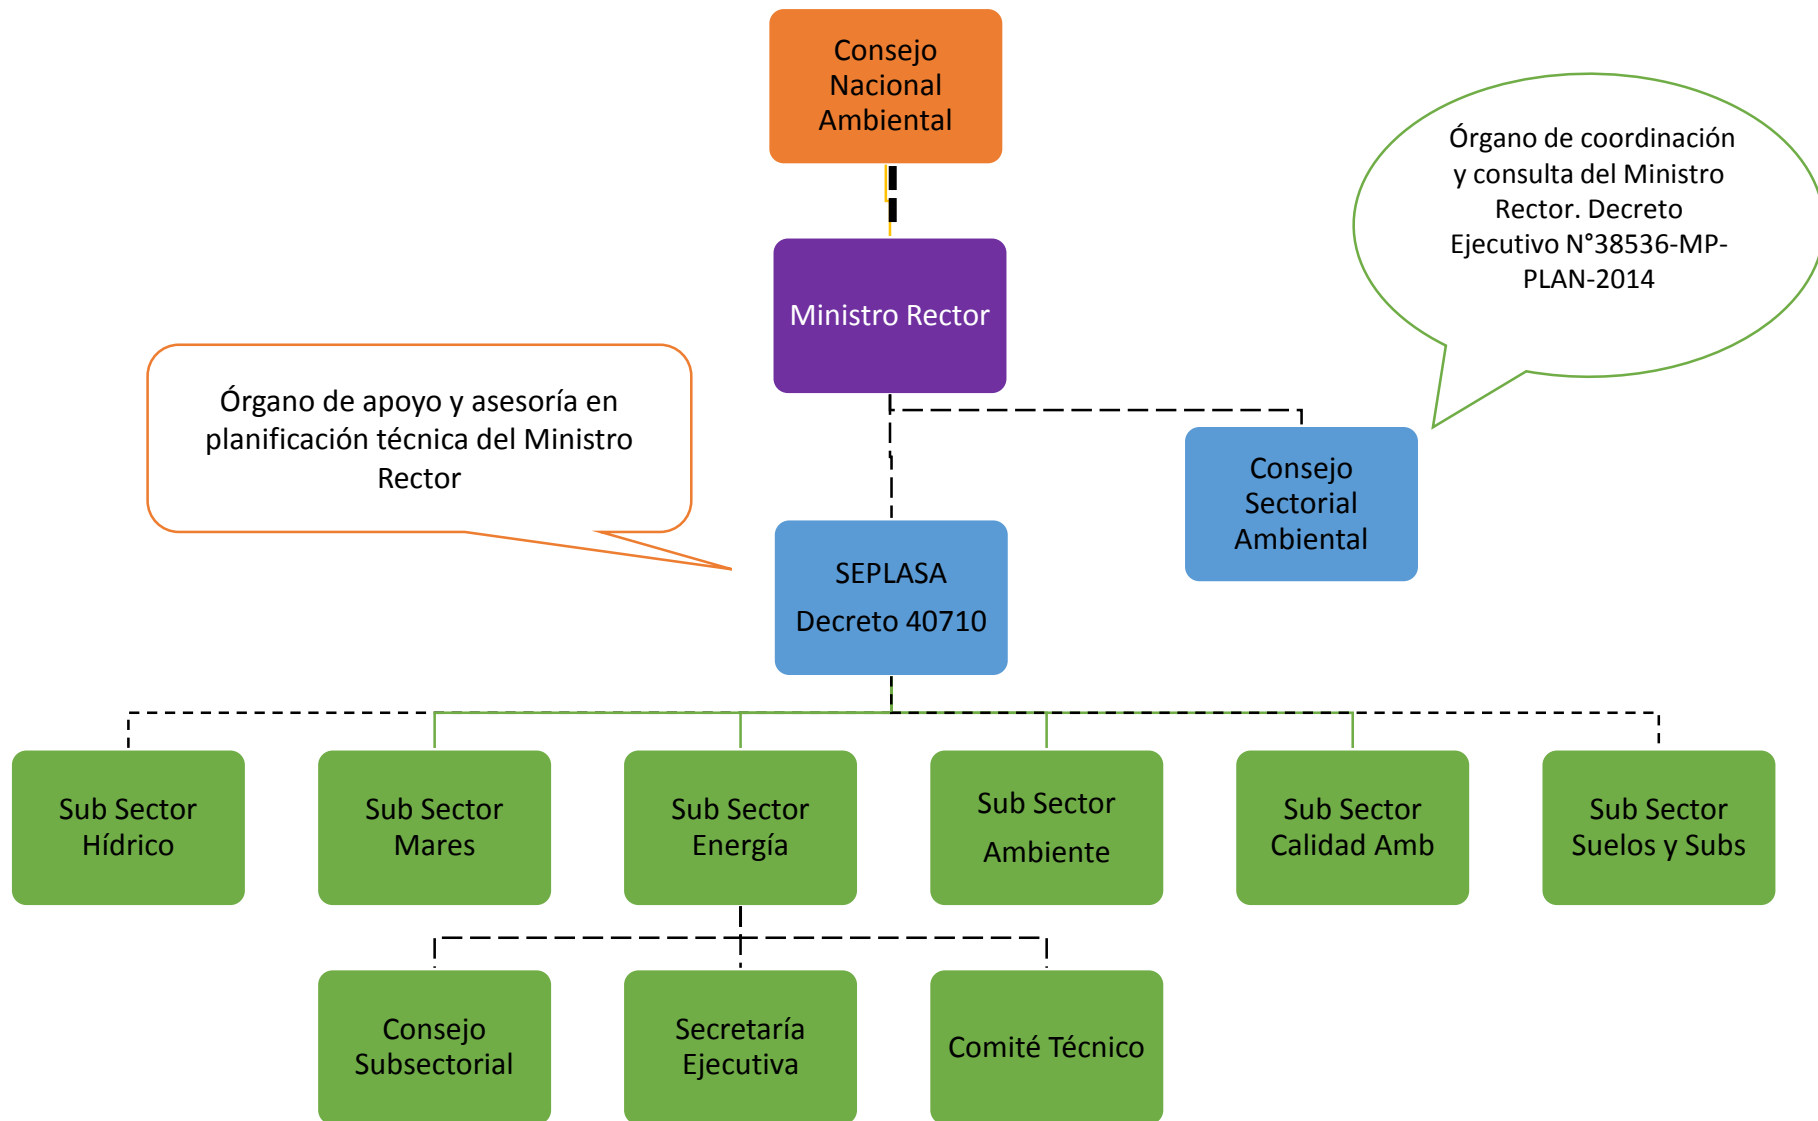 Consejo
Nacional
Ambiental
Órgano de coordinación
y consulta del Ministro
Rector. Decreto
Ejecutivo N°38536-MP-
PLAN-2014
Ministro Rector
Órgano de apoyo y asesoría en
planificación técnica del Ministro
Rector
Consejo
Sectorial
Ambiental
SEPLASA
Decreto 40710
Sub Sector
Hídrico
Sub Sector
Mares
Sub Sector
Energía
Sub Sector
Ambiente
Sub Sector
Calidad Amb
Sub Sector
Suelos y Subs
Consejo
Subsectorial
Secretaría
Ejecutiva
Comité Técnico